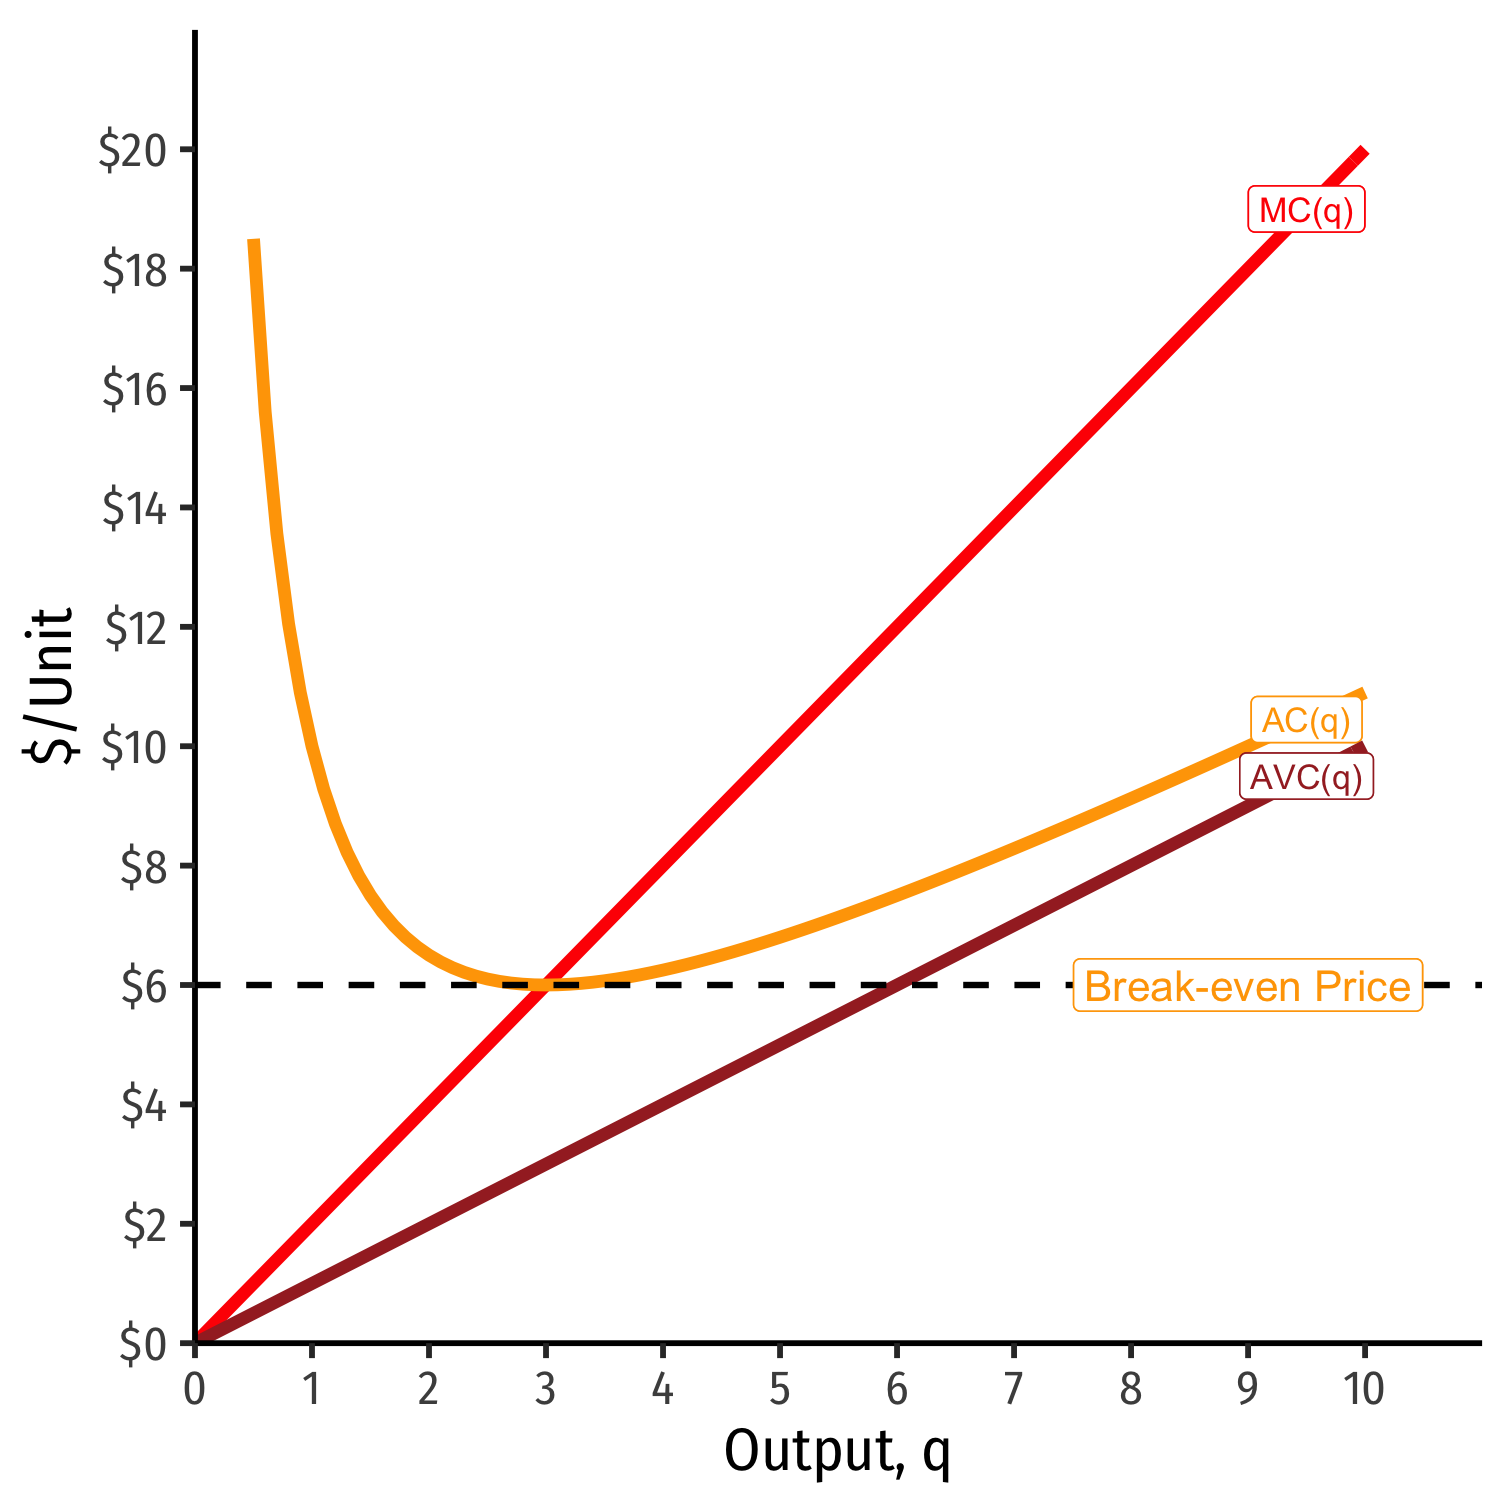 $/Unit
$20
$18
$16
$14
$12
$10
$8
$6
$4
$2
$0
MC(q)
AC(q)
AVC(q)
Break-even Price
0 1 2 3 4 5 6 7 8 9 10
Output, q